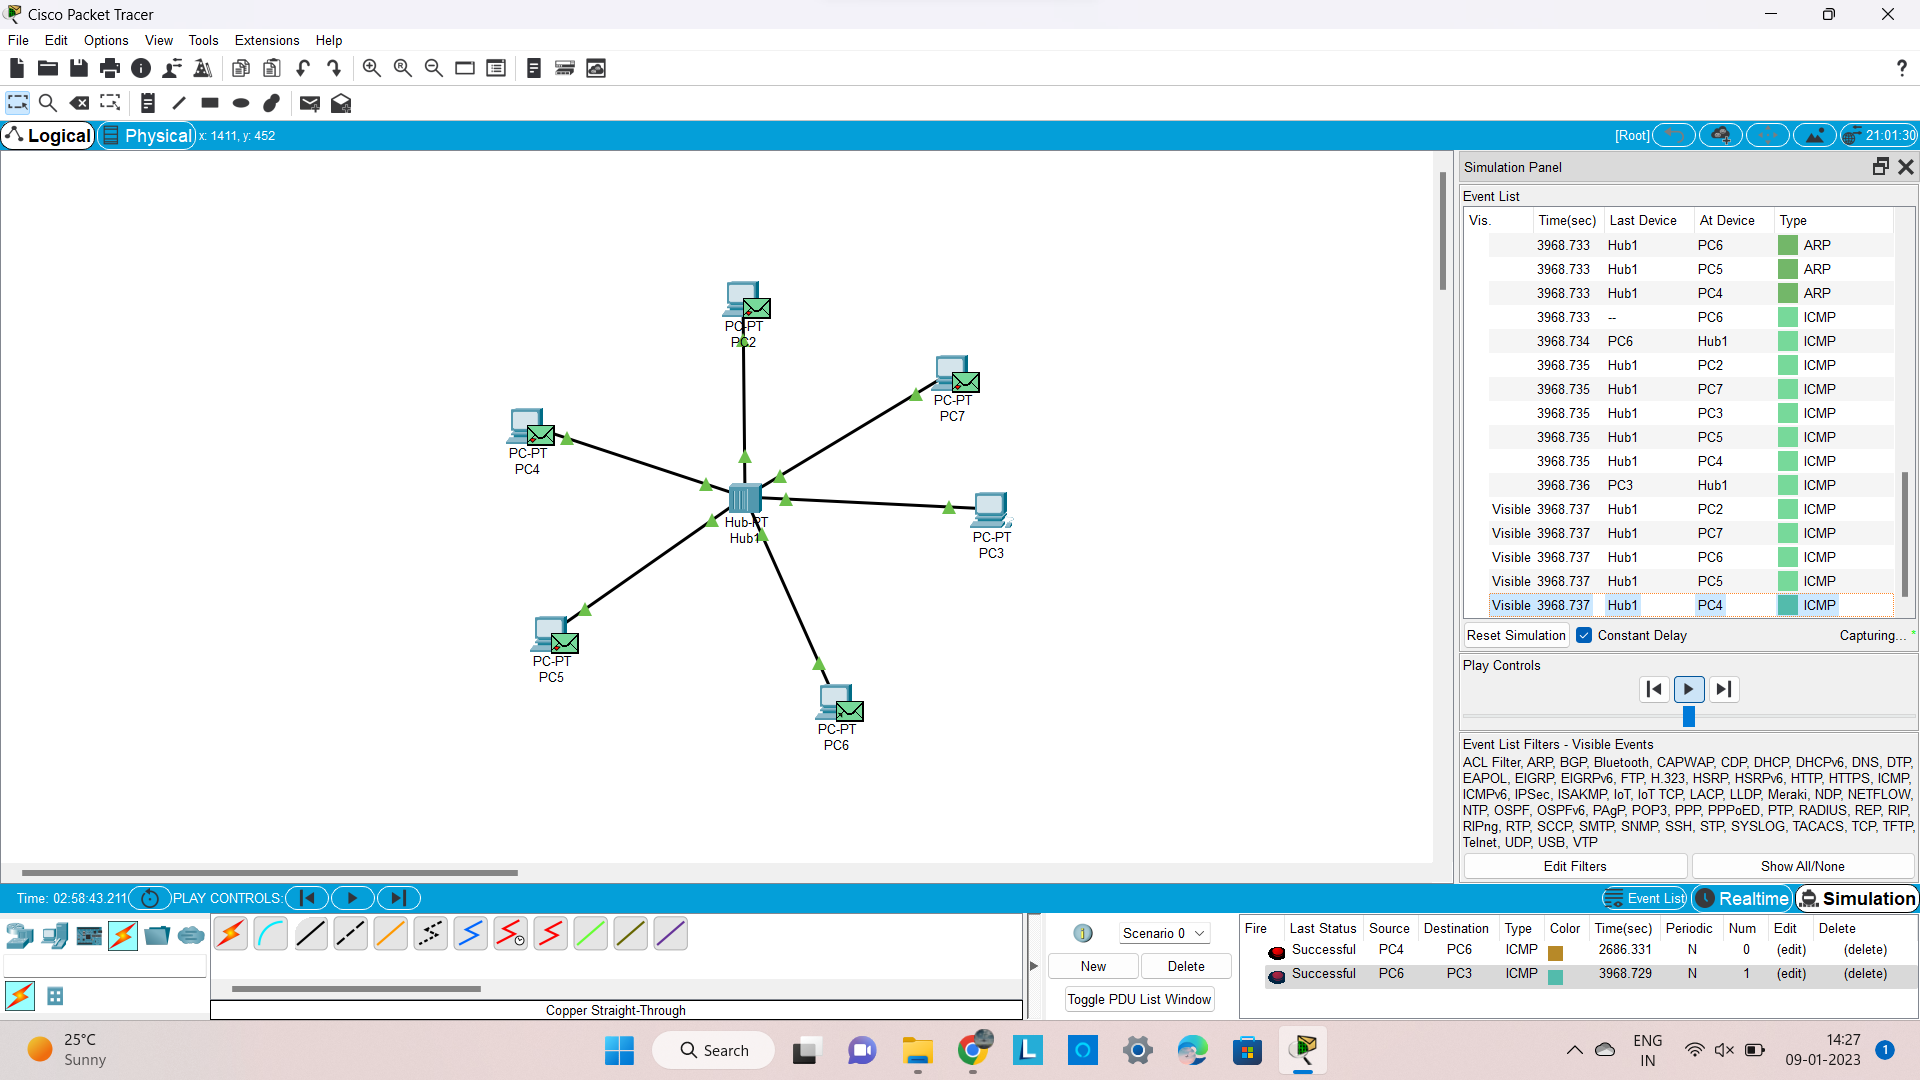 Cisco Packet Tracer
File Edit Options View Tools Extensions Help
?
Logical Physical x: 1411, y: 452 [Root] 21:01:30
Simulation Panel
Event List
Vis. Time(sec) Last Device At Device Type
3968.733 Hub1 PC6 ARP
3968.733 Hub1 PC5 ARP
3968.733 Hub1 PC4 ARP
3968.733 -- PC6 ICMP
3968.734 PC6 Hub1 ICMP
3968.735 Hub1 PC2 ICMP
3968.735 Hub1 PC7 ICMP
3968.735 Hub1 PC3 ICMP
3968.735 Hub1 PC5 ICMP
3968.735 Hub1 PC4 ICMP
3968.736 PC3 Hub1 ICMP
Visible 3968.737 Hub1 PC2 ICMP
Visible 3968.737 Hub1 PC7 ICMP
Visible 3968.737 Hub1 PC6 ICMP
Visible 3968.737 Hub1 PC5 ICMP
Visible 3968.737 Hub1 PC4 ICMP
Reset Simulation Constant Delay Capturing...
Play Controls
Event List Filters - Visible Events
ACL Filter, ARP, BGP, Bluetooth, CAPWAP, CDP, DHCP, DHCPv6, DNS, DTP,
EAPOL, EIGRP, EIGRPv6, FTP, H.323, HSRP, HSRPv6, HTTP, HTTPS, ICMP,
ICMPv6, IPSec, ISAKMP, IoT, IoT TCP, LACP, LLDP, Meraki, NDP, NETFLOW,
NTP, OSPF, OSPFv6, PAgP, POP3, PPP, PPPoED, PTP, RADIUS, REP, RIP,
RIPng, RTP, SCCP, SMTP, SNMP, SSH, STP, SYSLOG, TACACS, TCP, TFTP,
Telnet, UDP, USB, VTP
Edit Filters Show All/None
PC-PT
PC2
PC-PT
PC7
PC-PT
PC4
Hub-PT
Hub1
PC-PT
PC3
PC-PT
PC5
PC-PT
PC6
Time: 02:58:43.211 PLAY CONTROLS: Event List Realtime Simulation
Scenario 0
New Delete
Toggle PDU List Window
Fire Last Status Source Destination Type Color Time(sec) Periodic Num Edit Delete
Successful PC4 PC6 ICMP 2686.331 N 0 (edit) (delete)
Successful PC6 PC3 ICMP 3968.729 N 1 (edit) (delete)
Copper Straight-Through
25°C
Sunny
Search
ENG
IN
14:27
09-01-2023
1